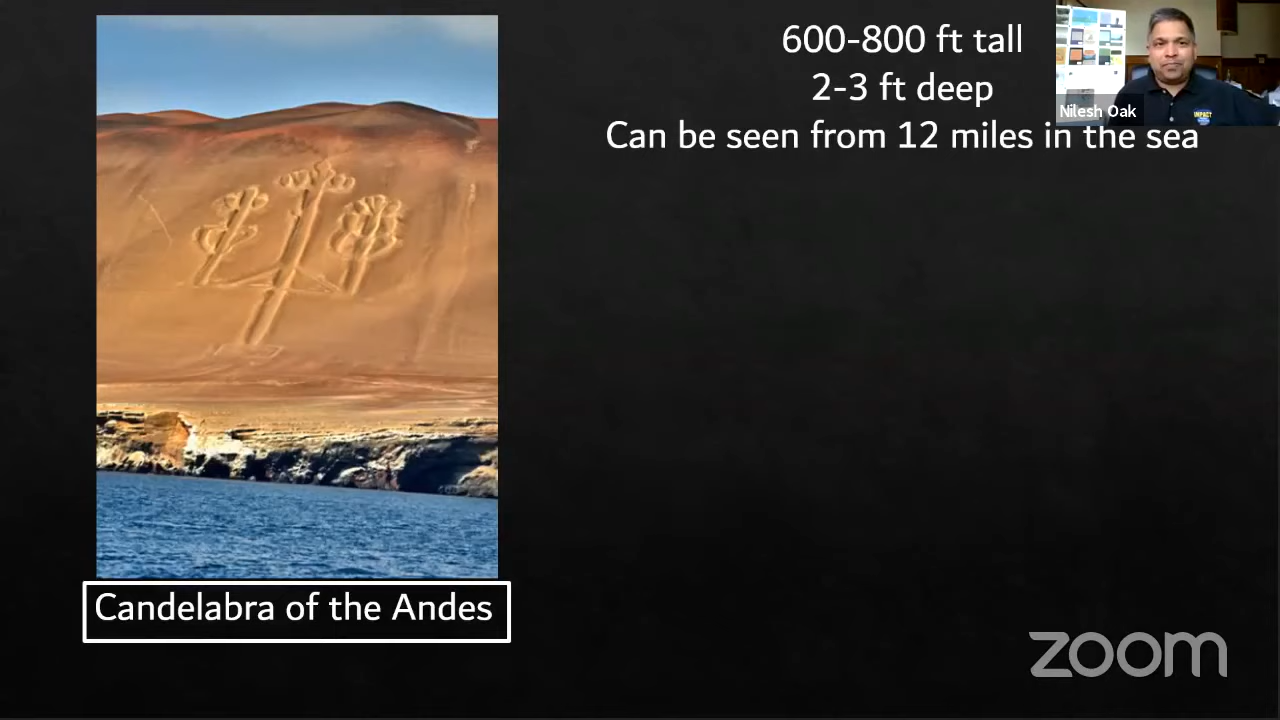 600-800 ft tall
2-3 ft deep
Can be seen from 12 miles in the sea
Nilesh Oak
IMPACT
Candelabra of the Andes
zoom